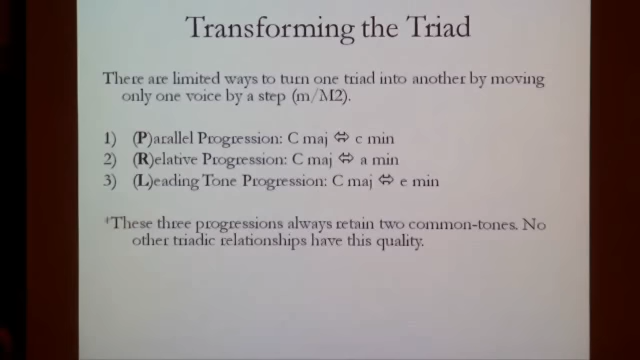 Transforming the Triad
There are limited ways to turn one triad into another by moving
only one voice by a step (m/M2).
1) (P)arallel Progression: C maj ⇔ c min
2) (R)elative Progression: C maj ⇔ a min
3) (L)eading Tone Progression: C maj ⇔ e min
*These three progressions always retain two common-tones. No
other triadic relationships have this quality.